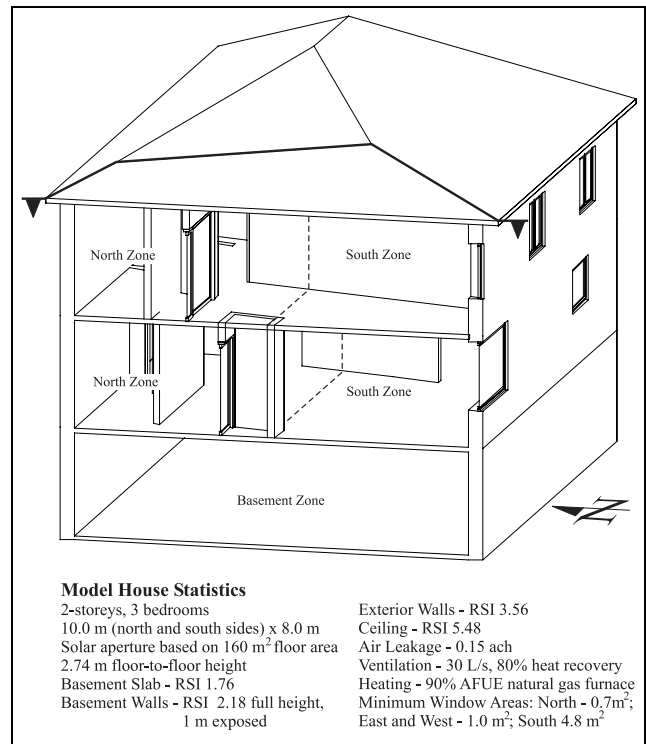 North Zone
South Zone
North Zone
South Zone
Basement Zone
N
Model House Statistics
2-storeys, 3 bedrooms
10.0 m (north and south sides) x 8.0 m
Solar aperture based on 160 m² floor area
2.74 m floor-to-floor height
Basement Slab - RSI 1.76
Basement Walls - RSI 2.18 full height,
1 m exposed
Exterior Walls - RSI 3.56
Ceiling - RSI 5.48
Air Leakage - 0.15 ach
Ventilation - 30 L/s, 80% heat recovery
Heating - 90% AFUE natural gas furnace
Minimum Window Areas: North - 0.7m²;
East and West - 1.0 m²; South 4.8 m²